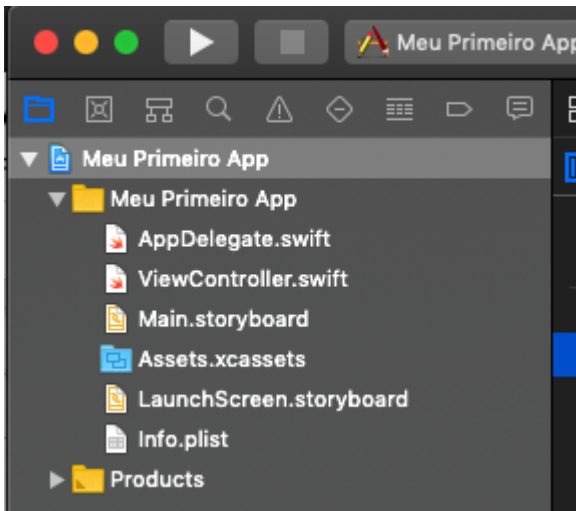 Meu Primeiro App
Meu Primeiro App
Meu Primeiro App
AppDelegate.swift
ViewController.swift
Main.storyboard
Assets.xcassets
LaunchScreen.storyboard
Info.plist
Products